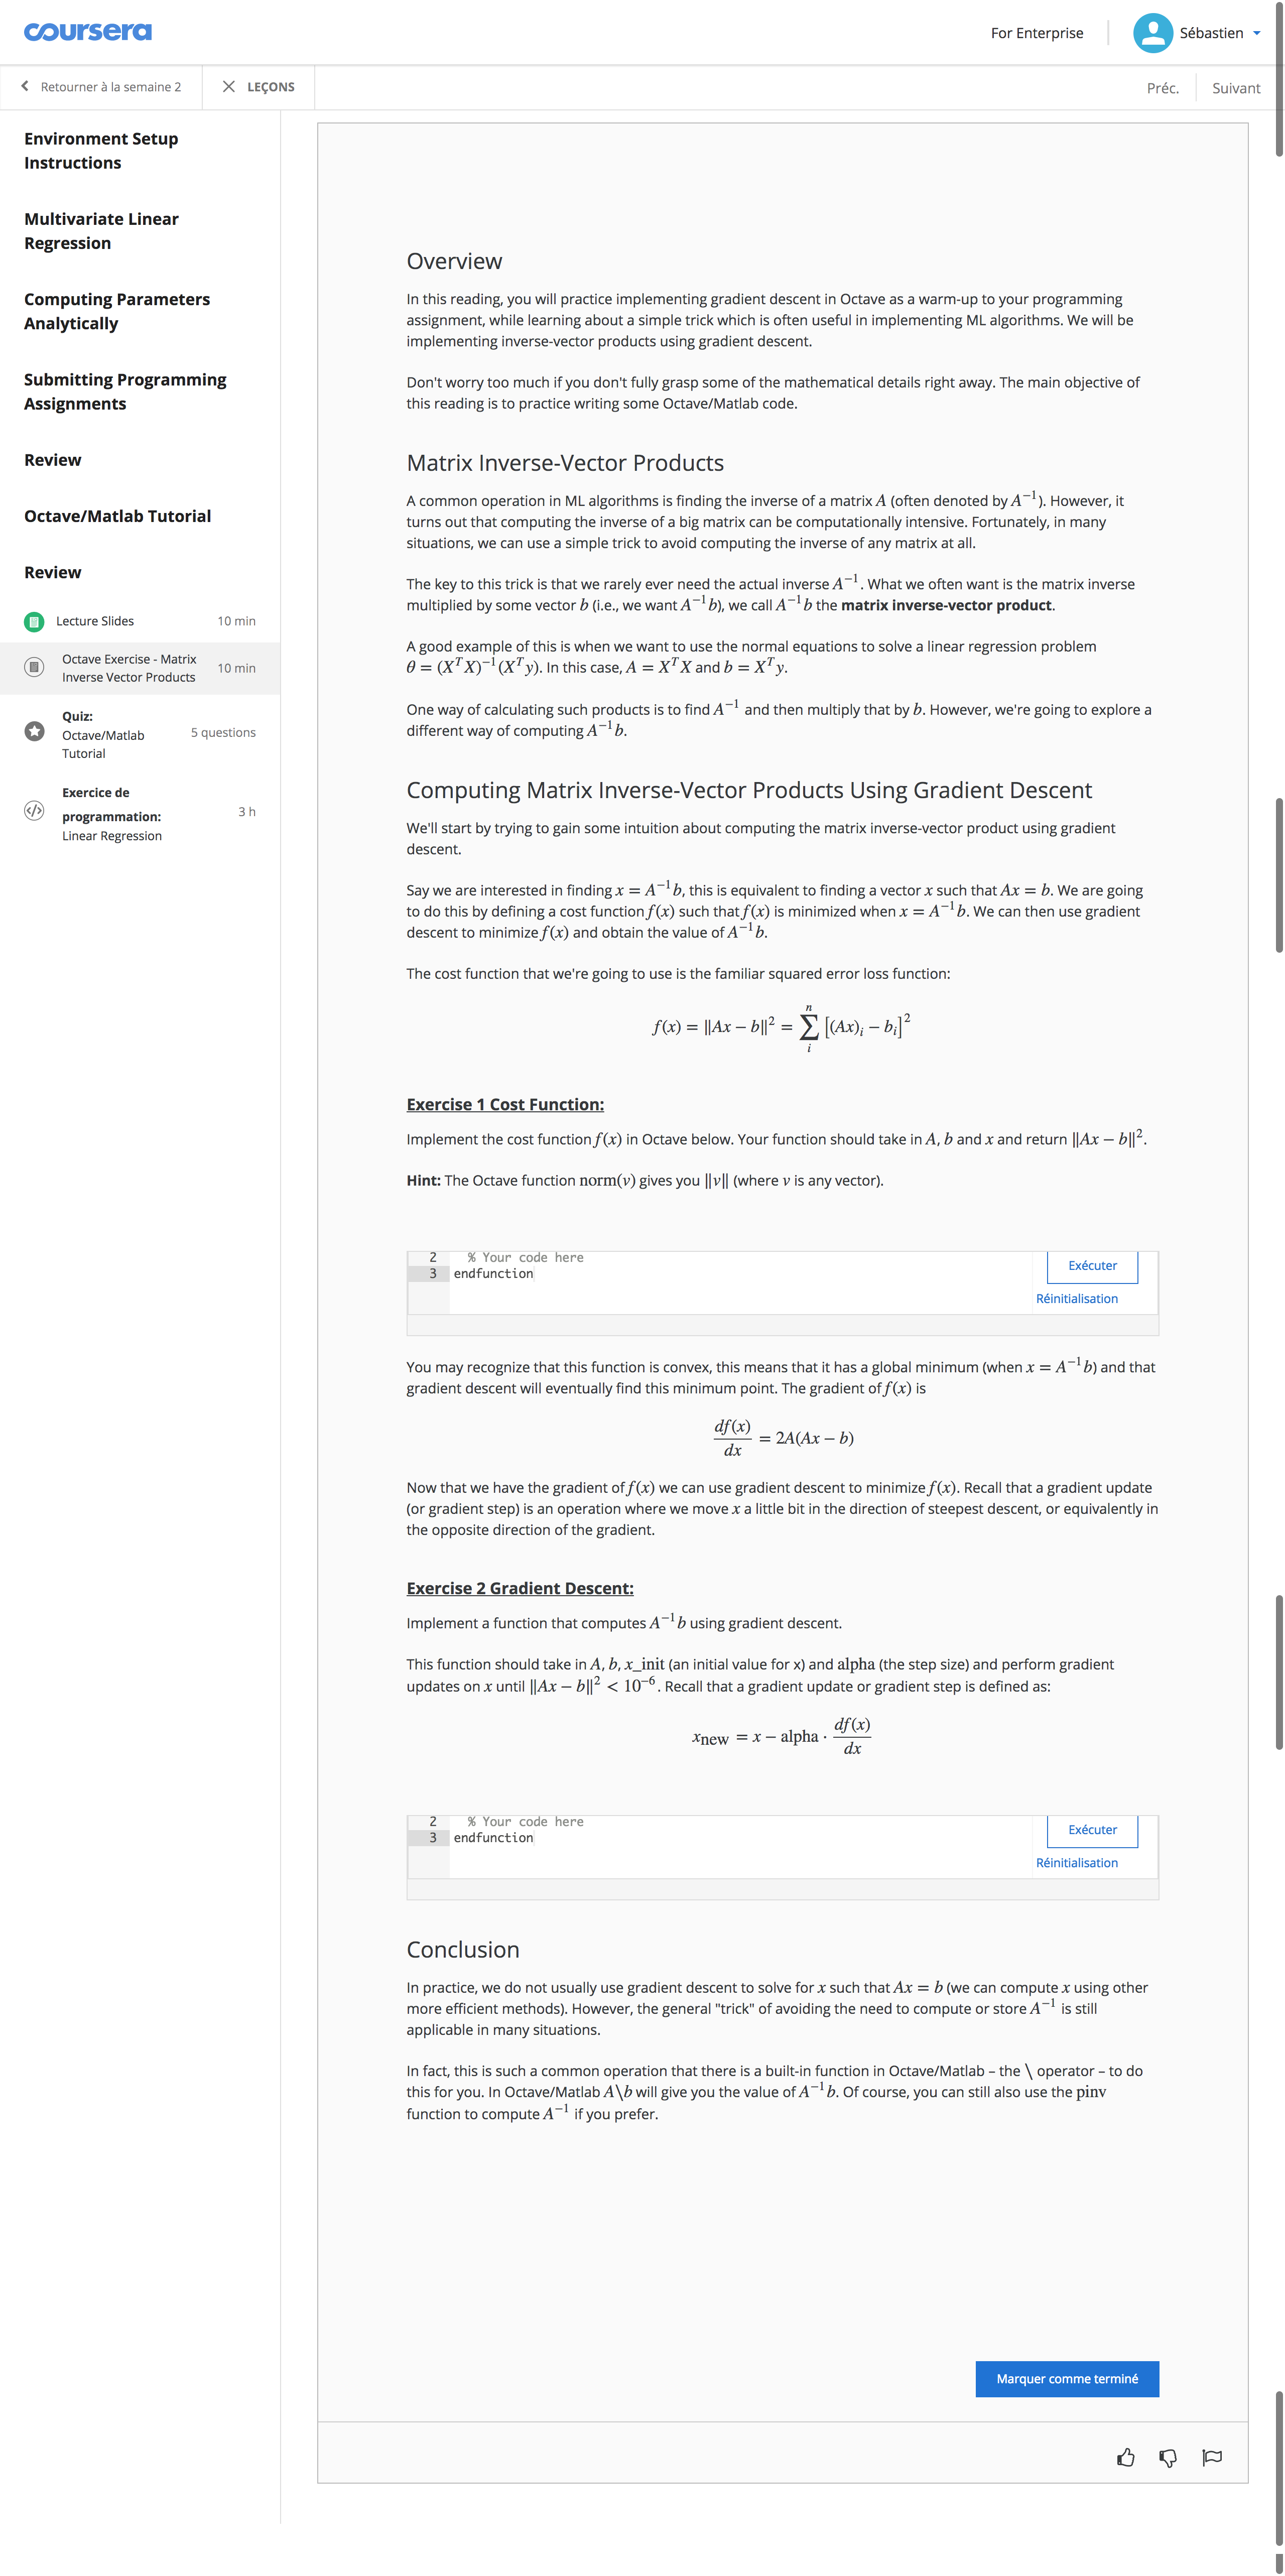 coursera
For Enterprise
Sébastien
Retourner à la semaine 2
LEÇONS
Préc.
Suivant
Environment Setup
Instructions
Multivariate Linear
Regression
Computing Parameters
Analytically
Submitting Programming
Assignments
Review
Octave/Matlab Tutorial
Review
Lecture Slides 10 min
Octave Exercise - Matrix
Inverse Vector Products 10 min
Quiz:
Octave/Matlab
Tutorial 5 questions
Exercice de
programmation:
Linear Regression 3 h
Overview
In this reading, you will practice implementing gradient descent in Octave as a warm-up to your programming
assignment, while learning about a simple trick which is often useful in implementing ML algorithms. We will be
implementing inverse-vector products using gradient descent.
Don't worry too much if you don't fully grasp some of the mathematical details right away. The main objective of
this reading is to practice writing some Octave/Matlab code.
Matrix Inverse-Vector Products
A common operation in ML algorithms is finding the inverse of a matrix A (often denoted by A⁻¹). However, it
turns out that computing the inverse of a big matrix can be computationally intensive. Fortunately, in many
situations, we can use a simple trick to avoid computing the inverse of any matrix at all.
The key to this trick is that we rarely ever need the actual inverse A⁻¹. What we often want is the matrix inverse
multiplied by some vector b (i.e., we want A⁻¹b), we call A⁻¹b the matrix inverse-vector product.
A good example of this is when we want to use the normal equations to solve a linear regression problem
θ = (XᵀX)⁻¹(Xᵀy). In this case, A = XᵀX and b = Xᵀy.
One way of calculating such products is to find A⁻¹ and then multiply that by b. However, we're going to explore a
different way of computing A⁻¹b.
Computing Matrix Inverse-Vector Products Using Gradient Descent
We'll start by trying to gain some intuition about computing the matrix inverse-vector product using gradient
descent.
Say we are interested in finding x = A⁻¹b, this is equivalent to finding a vector x such that Ax = b. We are going
to do this by defining a cost function f(x) such that f(x) is minimized when x = A⁻¹b. We can then use gradient
descent to minimize f(x) and obtain the value of A⁻¹b.
The cost function that we're going to use is the familiar squared error loss function:
f(x) = ||Ax − b||² = ∑ᵢⁿ [(Ax)ᵢ − bᵢ]²
Exercise 1 Cost Function:
Implement the cost function f(x) in Octave below. Your function should take in A, b and x and return ||Ax − b||².
Hint: The Octave function norm(v) gives you ||v|| (where v is any vector).
2 % Your code here
3 endfunction
Exécuter
Réinitialisation
You may recognize that this function is convex, this means that it has a global minimum (when x = A⁻¹b) and that
gradient descent will eventually find this minimum point. The gradient of f(x) is
df(x)/dx = 2A(Ax − b)
Now that we have the gradient of f(x) we can use gradient descent to minimize f(x). Recall that a gradient update
(or gradient step) is an operation where we move x a little bit in the direction of steepest descent, or equivalently in
the opposite direction of the gradient.
Exercise 2 Gradient Descent:
Implement a function that computes A⁻¹b using gradient descent.
This function should take in A, b, x_init (an initial value for x) and alpha (the step size) and perform gradient
updates on x until ||Ax − b||² < 10⁻⁶. Recall that a gradient update or gradient step is defined as:
xnew = x − alpha · df(x)/dx
2 % Your code here
3 endfunction
Exécuter
Réinitialisation
Conclusion
In practice, we do not usually use gradient descent to solve for x such that Ax = b (we can compute x using other
more efficient methods). However, the general "trick" of avoiding the need to compute or store A⁻¹ is still
applicable in many situations.
In fact, this is such a common operation that there is a built-in function in Octave/Matlab – the \ operator – to do
this for you. In Octave/Matlab A\b will give you the value of A⁻¹b. Of course, you can still also use the pinv
function to compute A⁻¹ if you prefer.
Marquer comme terminé